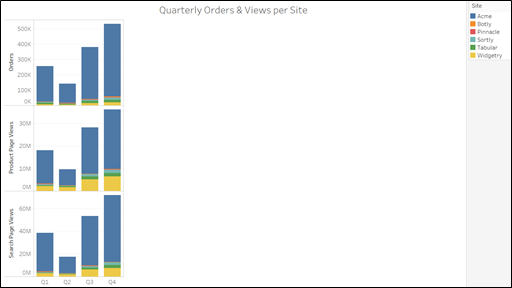 Quarterly Orders & Views per Site
Site
Acme
Botly
Pinnacle
Sortly
Tabular
Widgetry
Orders
500K
400K
300K
200K
100K
0K
Product Page Views
30M
20M
10M
0M
Search Page Views
60M
40M
20M
0M
Q1 Q2 Q3 Q4